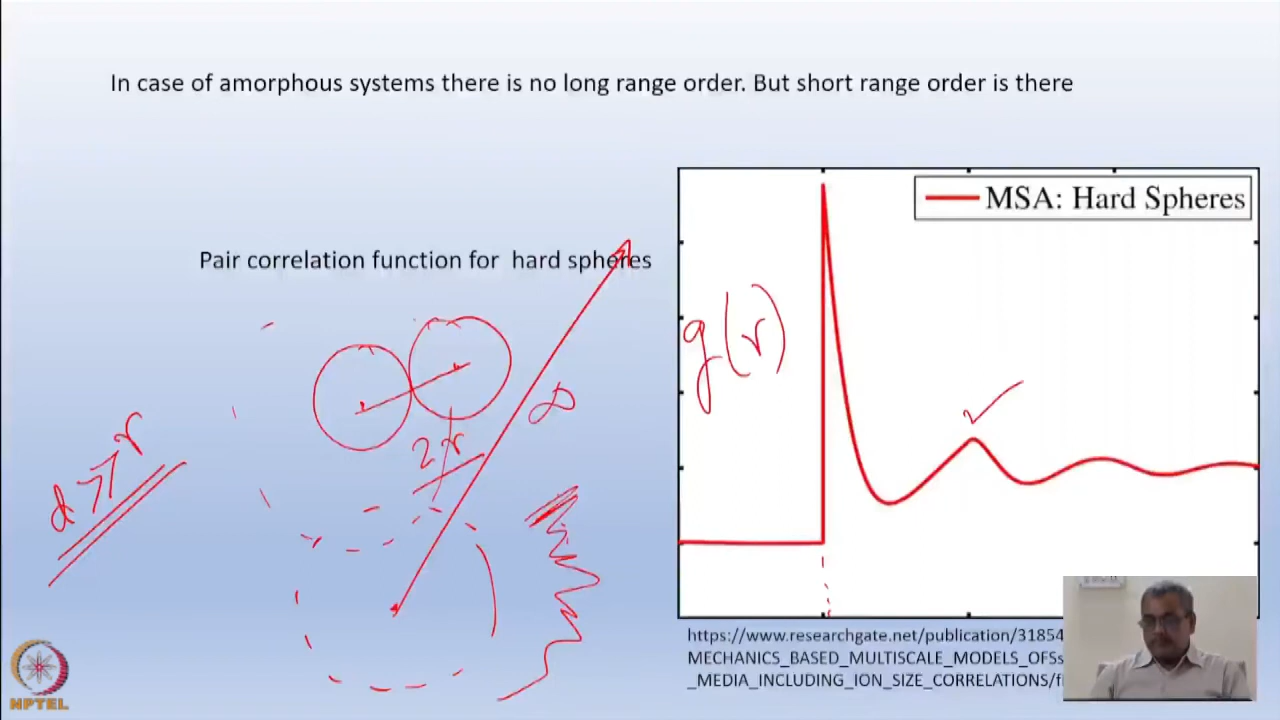 In case of amorphous systems there is no long range order. But short range order is there
MSA: Hard Spheres
Pair correlation function for hard spheres
g(r)
∞
2r
d ≥ r
https://www.researchgate.net/publication/31854
MECHANICS_BASED_MULTISCALE_MODELS_OFSs
_MEDIA_INCLUDING_ION_SIZE_CORRELATIONS/f
NPTEL